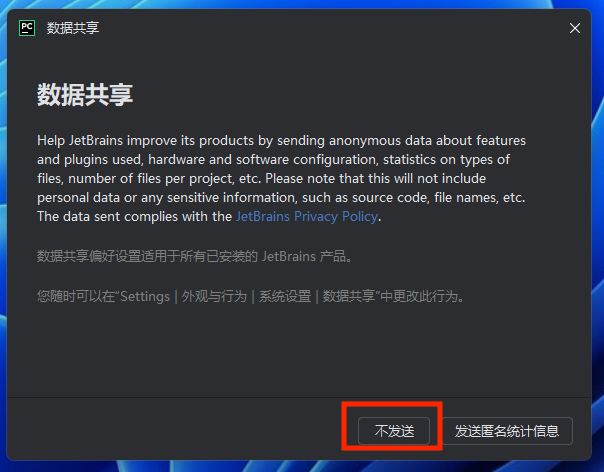 PC 数据共享
数据共享
Help JetBrains improve its products by sending anonymous data about features
and plugins used, hardware and software configuration, statistics on types of
files, number of files per project, etc. Please note that this will not include
personal data or any sensitive information, such as source code, file names, etc.
The data sent complies with the JetBrains Privacy Policy.
数据共享偏好设置适用于所有已安装的 JetBrains 产品。
您随时可以在"Settings | 外观与行为 | 系统设置 | 数据共享"中更改此行为。
不发送 发送匿名统计信息